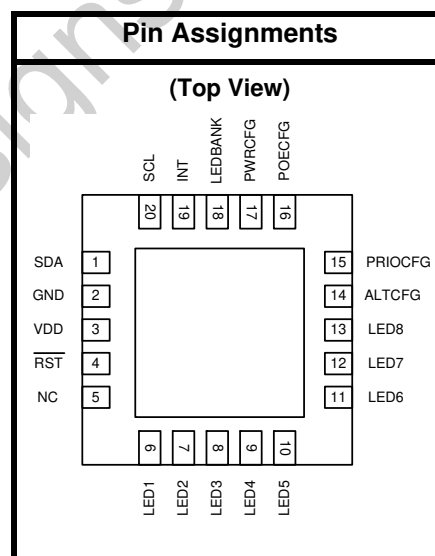 Pin Assignments
(Top View)
SCL INT LEDBANK PWRCFG POECFG
20 19 18 17 16
SDA 1 15 PRIOCFG
GND 2 14 ALTCFG
VDD 3 13 LED8
RST 4 12 LED7
NC 5 11 LED6
6 7 8 9 10
LED1 LED2 LED3 LED4 LED5